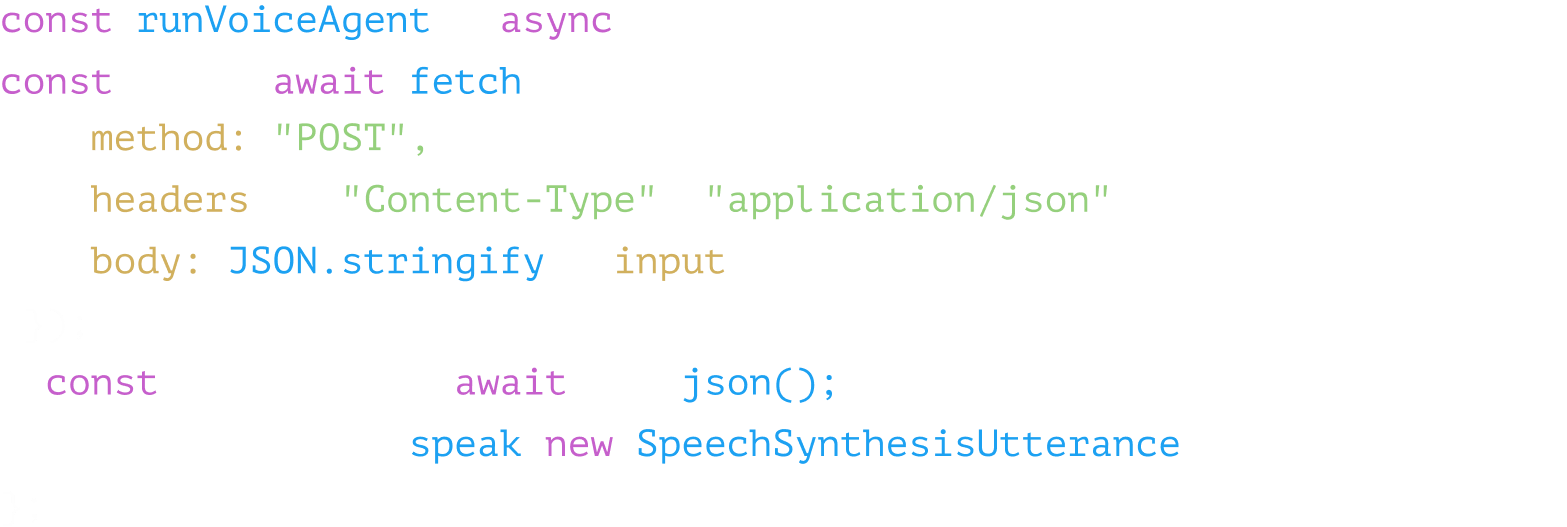 const runVoiceAgent async
const await fetch
method: "POST",
headers "Content-Type" "application/json"
body: JSON.stringify input
const await json();
speak new SpeechSynthesisUtterance